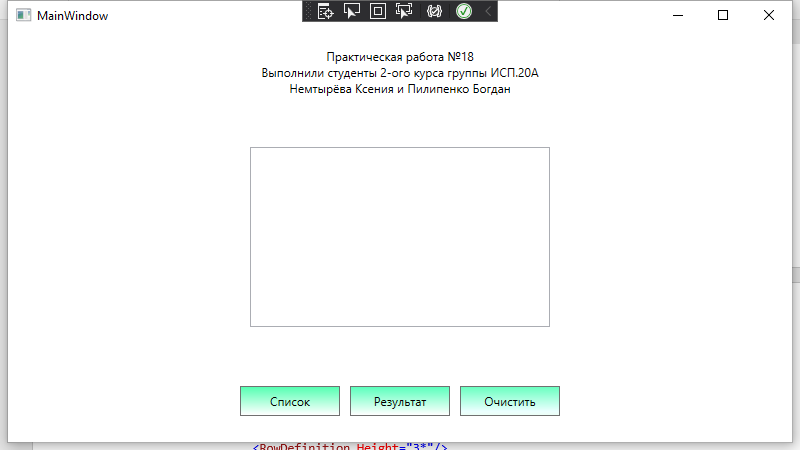 MainWindow
Практическая работа №18
Выполнили студенты 2-ого курса группы ИСП.20А
Немтырёва Ксения и Пилипенко Богдан
Список
Результат
Очистить
<RowDefinition Height="3*"/>